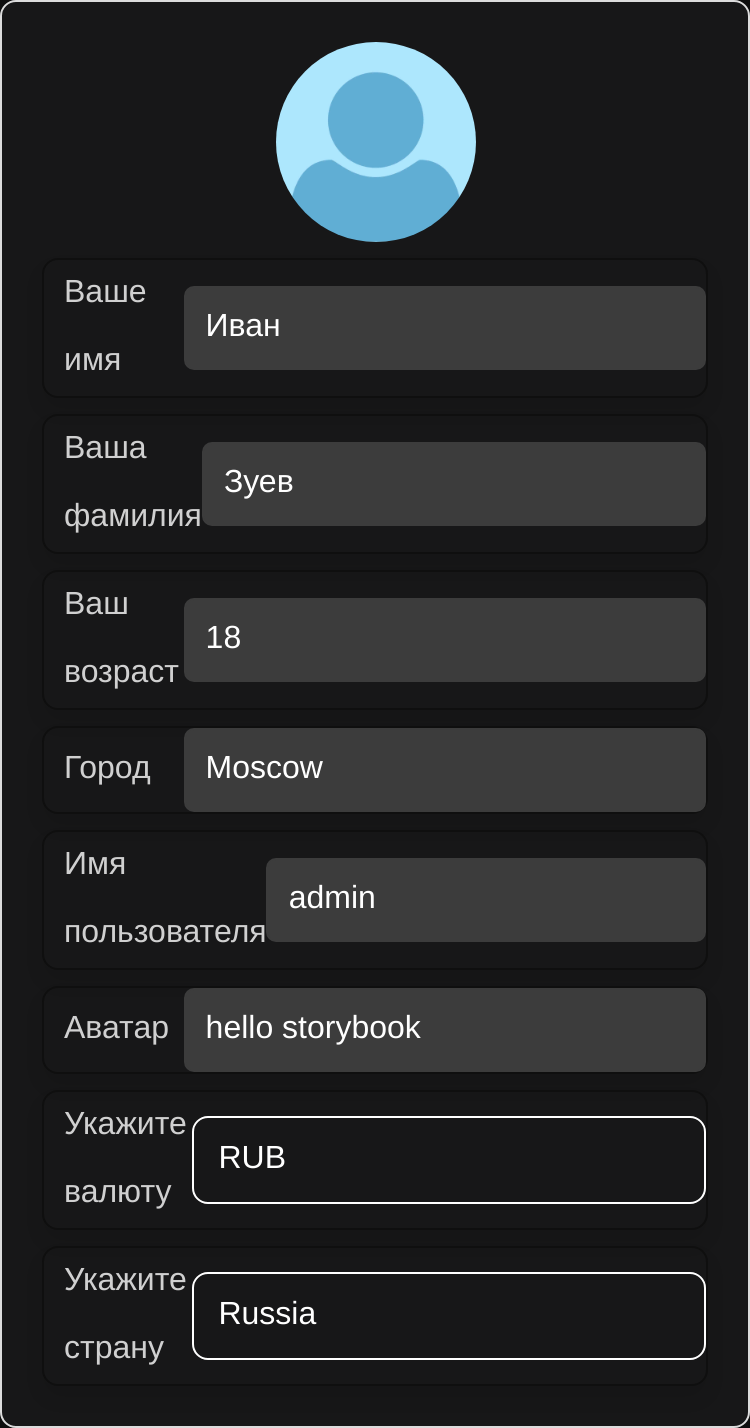 Ваше
имя
Иван
Ваша
фамилия
Зуев
Ваш
возраст
18
Город
Moscow
Имя
пользователя
admin
Аватар
hello storybook
Укажите
валюту
RUB
Укажите
страну
Russia